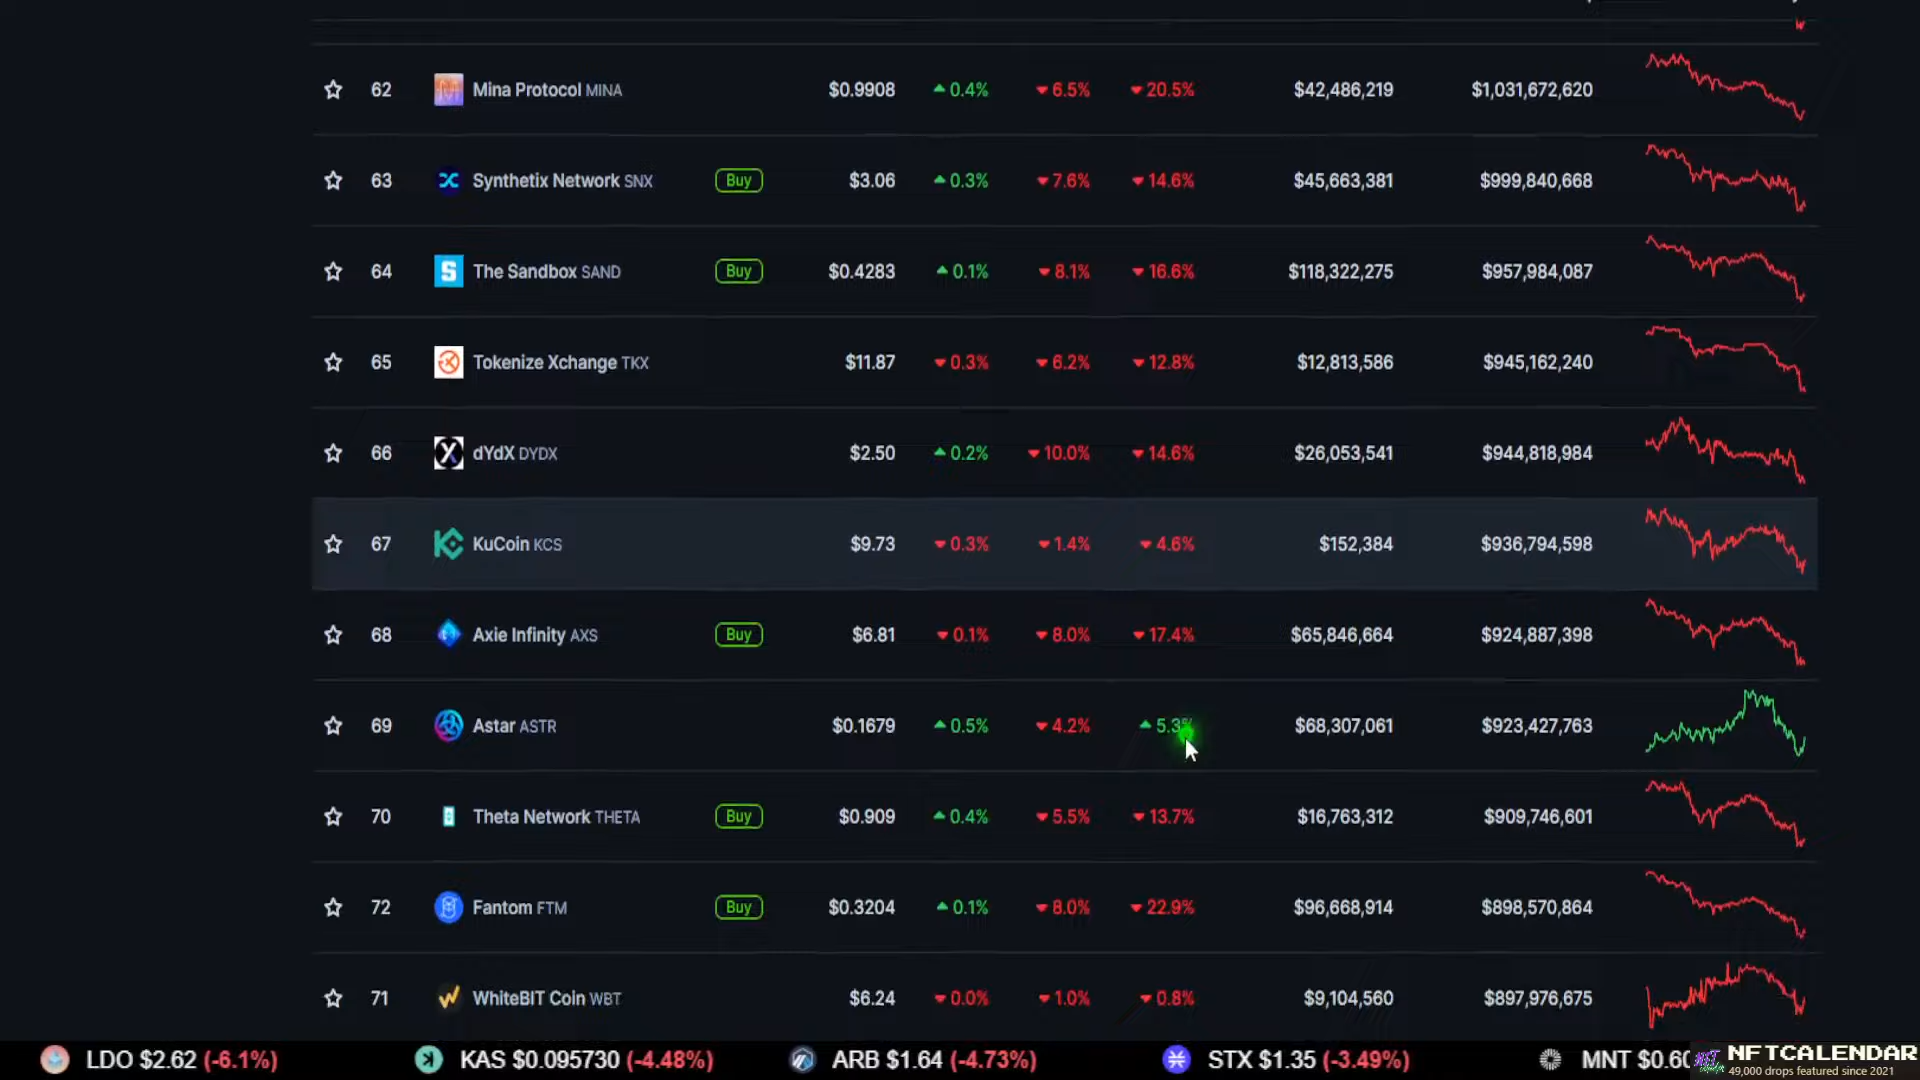 62 Mina Protocol MINA $0.9908 0.4% 6.5% 20.5% $42,486,219 $1,031,672,620
63 Synthetix Network SNX Buy $3.06 0.3% 7.6% 14.6% $45,663,381 $999,840,668
64 The Sandbox SAND Buy $0.4283 0.1% 8.1% 16.6% $118,322,275 $957,984,087
65 Tokenize Xchange TKX $11.87 0.3% 6.2% 12.8% $12,813,586 $945,162,240
66 dYdX DYDX $2.50 0.2% 10.0% 14.6% $26,053,541 $944,818,984
67 KuCoin KCS $9.73 0.3% 1.4% 4.6% $152,384 $936,794,598
68 Axie Infinity AXS Buy $6.81 0.1% 8.0% 17.4% $65,846,664 $924,887,398
69 Astar ASTR $0.1679 0.5% 4.2% 5.3% $68,307,061 $923,427,763
70 Theta Network THETA Buy $0.909 0.4% 5.5% 13.7% $16,763,312 $909,746,601
72 Fantom FTM Buy $0.3204 0.1% 8.0% 22.9% $96,668,914 $898,570,864
71 WhiteBIT Coin WBT $6.24 0.0% 1.0% 0.8% $9,104,560 $897,976,675
LDO $2.62 (-6.1%) KAS $0.095730 (-4.48%) ARB $1.64 (-4.73%) STX $1.35 (-3.49%) MNT $0.60
NFTCALENDAR
49,000 drops featured since 2021